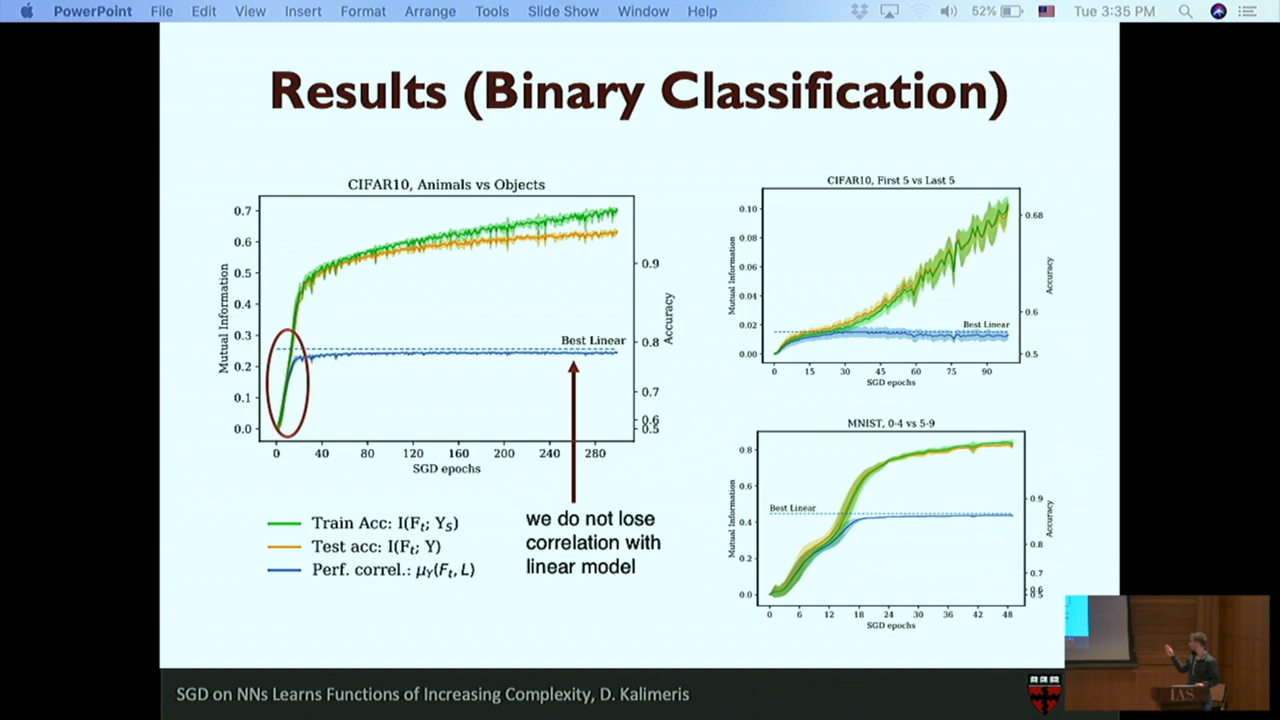 PowerPoint File Edit View Insert Format Arrange Tools Slide Show Window Help 52% Tue 3:35 PM
Results (Binary Classification)
CIFAR10, Animals vs Objects
Mutual Information
0.7
0.6
0.5
0.4
0.3
0.2
0.1
0.0
0.9
0.8
0.7
0.6
0.5
Accuracy
Best Linear
0 40 80 120 160 200 240 280
SGD epochs
Train Acc: I(Fₜ; Yₛ)
Test acc: I(Fₜ; Y)
Perf. correl.: μ_Y(Fₜ, L)
we do not lose
correlation with
linear model
CIFAR10, First 5 vs Last 5
Mutual Information
0.10
0.08
0.06
0.04
0.02
0.00
0.68
0.6
0.5
Accuracy
Best Linear
0 15 30 45 60 75 90
SGD epochs
MNIST, 0-4 vs 5-9
Mutual Information
0.8
0.6
0.4
0.2
0.0
0.9
0.8
0.7
0.6
0.5
Accuracy
Best Linear
0 6 12 18 24 30 36 42 48
SGD epochs
SGD on NNs Learns Functions of Increasing Complexity, D. Kalimeris
IAS